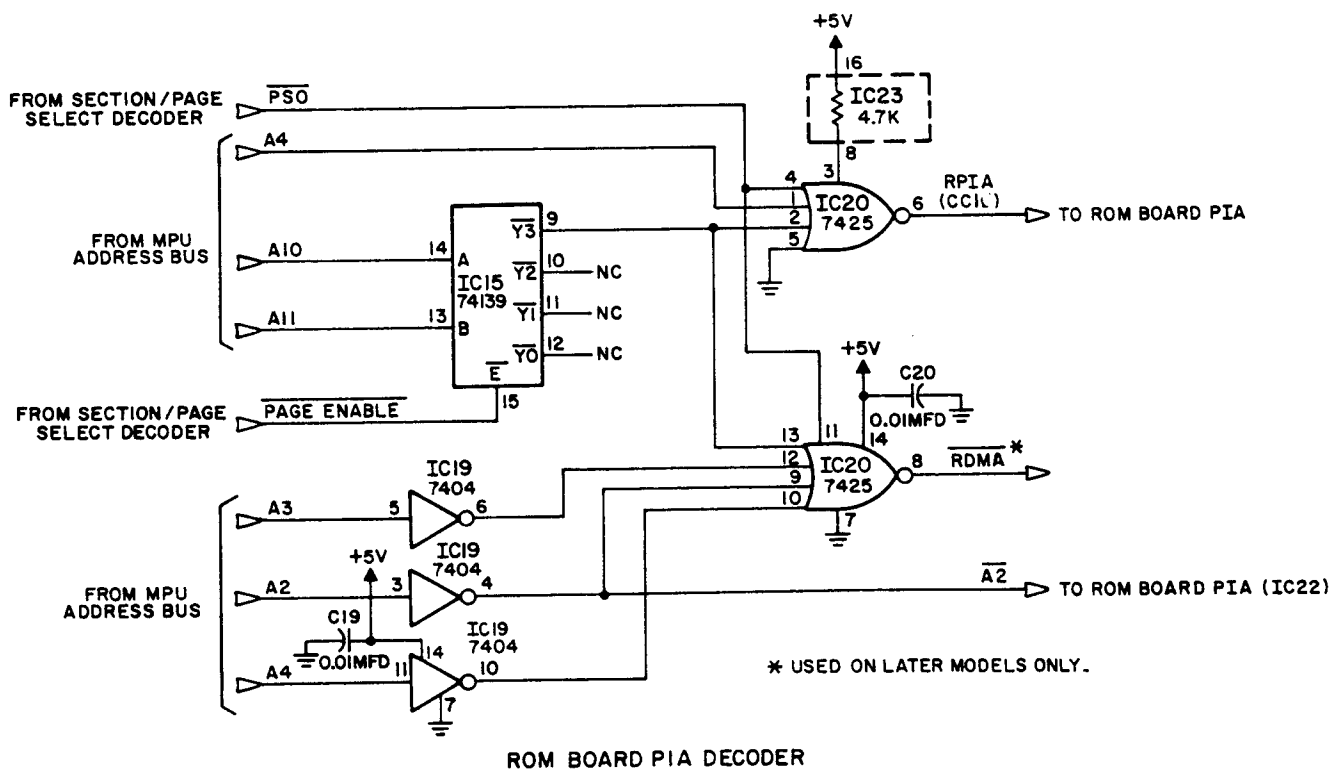 +5V
16
IC23
4.7K
8
FROM SECTION/PAGE
SELECT DECODER
PS0
FROM MPU
ADDRESS BUS
A4
A10
A11
14
A
13
B
IC15
74139
E
15
Y3
9
Y2
10
NC
Y1
11
NC
Y0
12
NC
3
4
1
2
5
IC20
7425
6
RPIA
TO ROM BOARD PIA
FROM SECTION/PAGE
SELECT DECODER
PAGE ENABLE
+5V
C20
0.01MFD
11
14
13
12
9
10
IC20
7425
7
8
RDMA*
FROM MPU
ADDRESS BUS
A3
5
IC19
7404
6
+5V
A2
3
IC19
7404
4
A2
TO ROM BOARD PIA (IC22)
C19
0.01MFD
A4
11
14
IC19
7404
10
7
* USED ON LATER MODELS ONLY.
ROM BOARD PIA DECODER